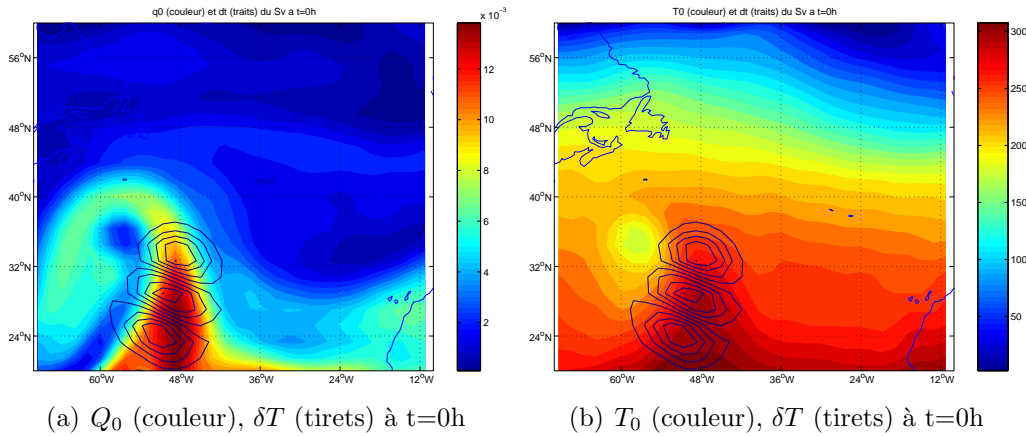 q0 (couleur) et dt (traits) du Sv a t=0h
T0 (couleur) et dt (traits) du Sv a t=0h
x 10⁻³
56°N
48°N
40°N
32°N
24°N
60°W
48°W
36°W
24°W
12°W
12
10
8
6
4
2
56°N
48°N
40°N
32°N
24°N
60°W
48°W
36°W
24°W
12°W
300
250
200
150
100
50
(a) Q₀ (couleur), δT (tirets) à t=0h
(b) T₀ (couleur), δT (tirets) à t=0h